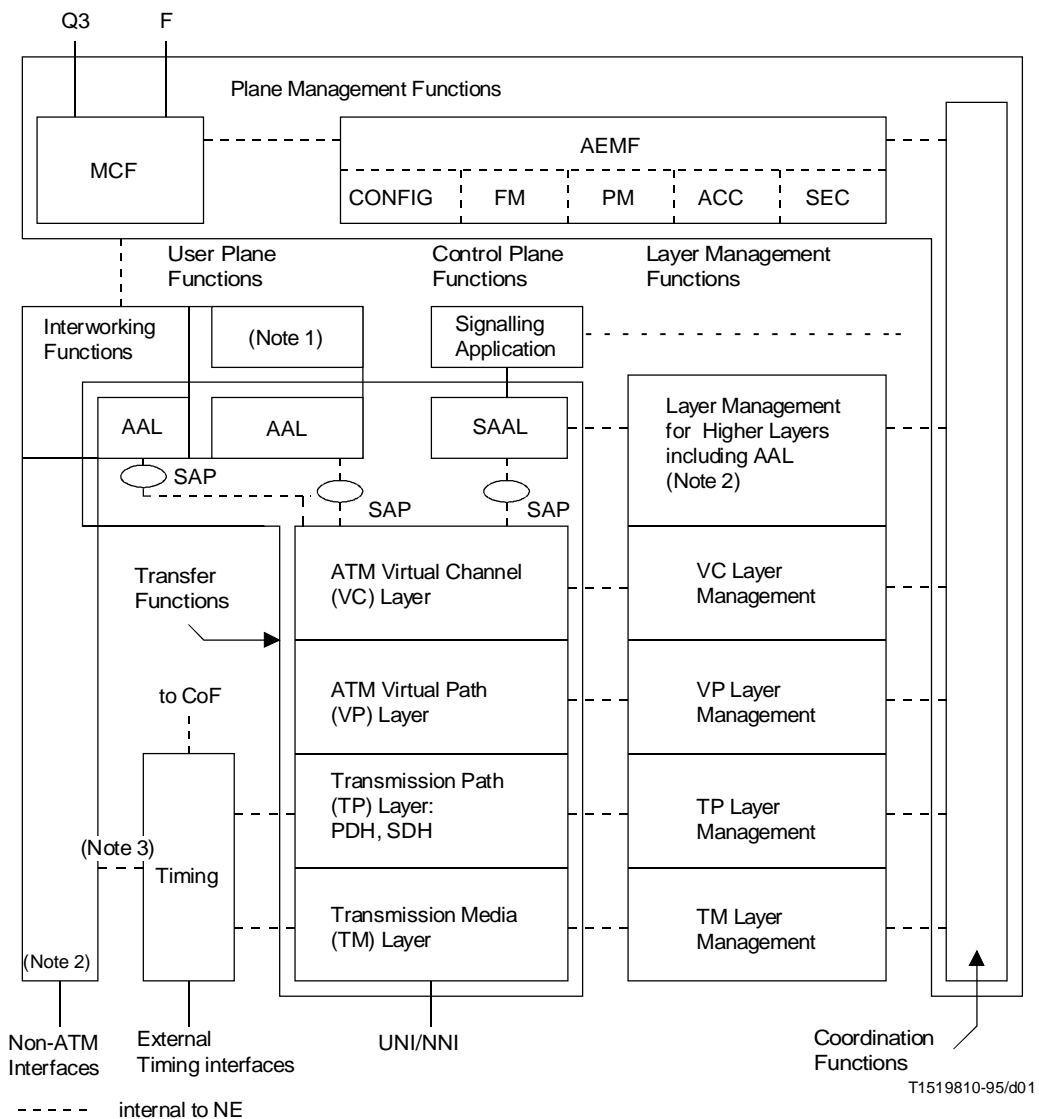 Q3
F
Plane Management Functions
MCF
AEMF
CONFIG
FM
PM
ACC
SEC
User Plane
Functions
Control Plane
Functions
Layer Management
Functions
Interworking
Functions
(Note 1)
Signalling
Application
AAL
AAL
SAAL
Layer Management
for Higher Layers
including AAL
(Note 2)
SAP
SAP
SAP
Transfer
Functions
ATM Virtual Channel
(VC) Layer
VC Layer
Management
to CoF
ATM Virtual Path
(VP) Layer
VP Layer
Management
(Note 3)
Timing
Transmission Path
(TP) Layer:
PDH, SDH
TP Layer
Management
Transmission Media
(TM) Layer
TM Layer
Management
(Note 2)
Non-ATM
Interfaces
External
Timing interfaces
UNI/NNI
Coordination
Functions
T1519810-95/d01
internal to NE